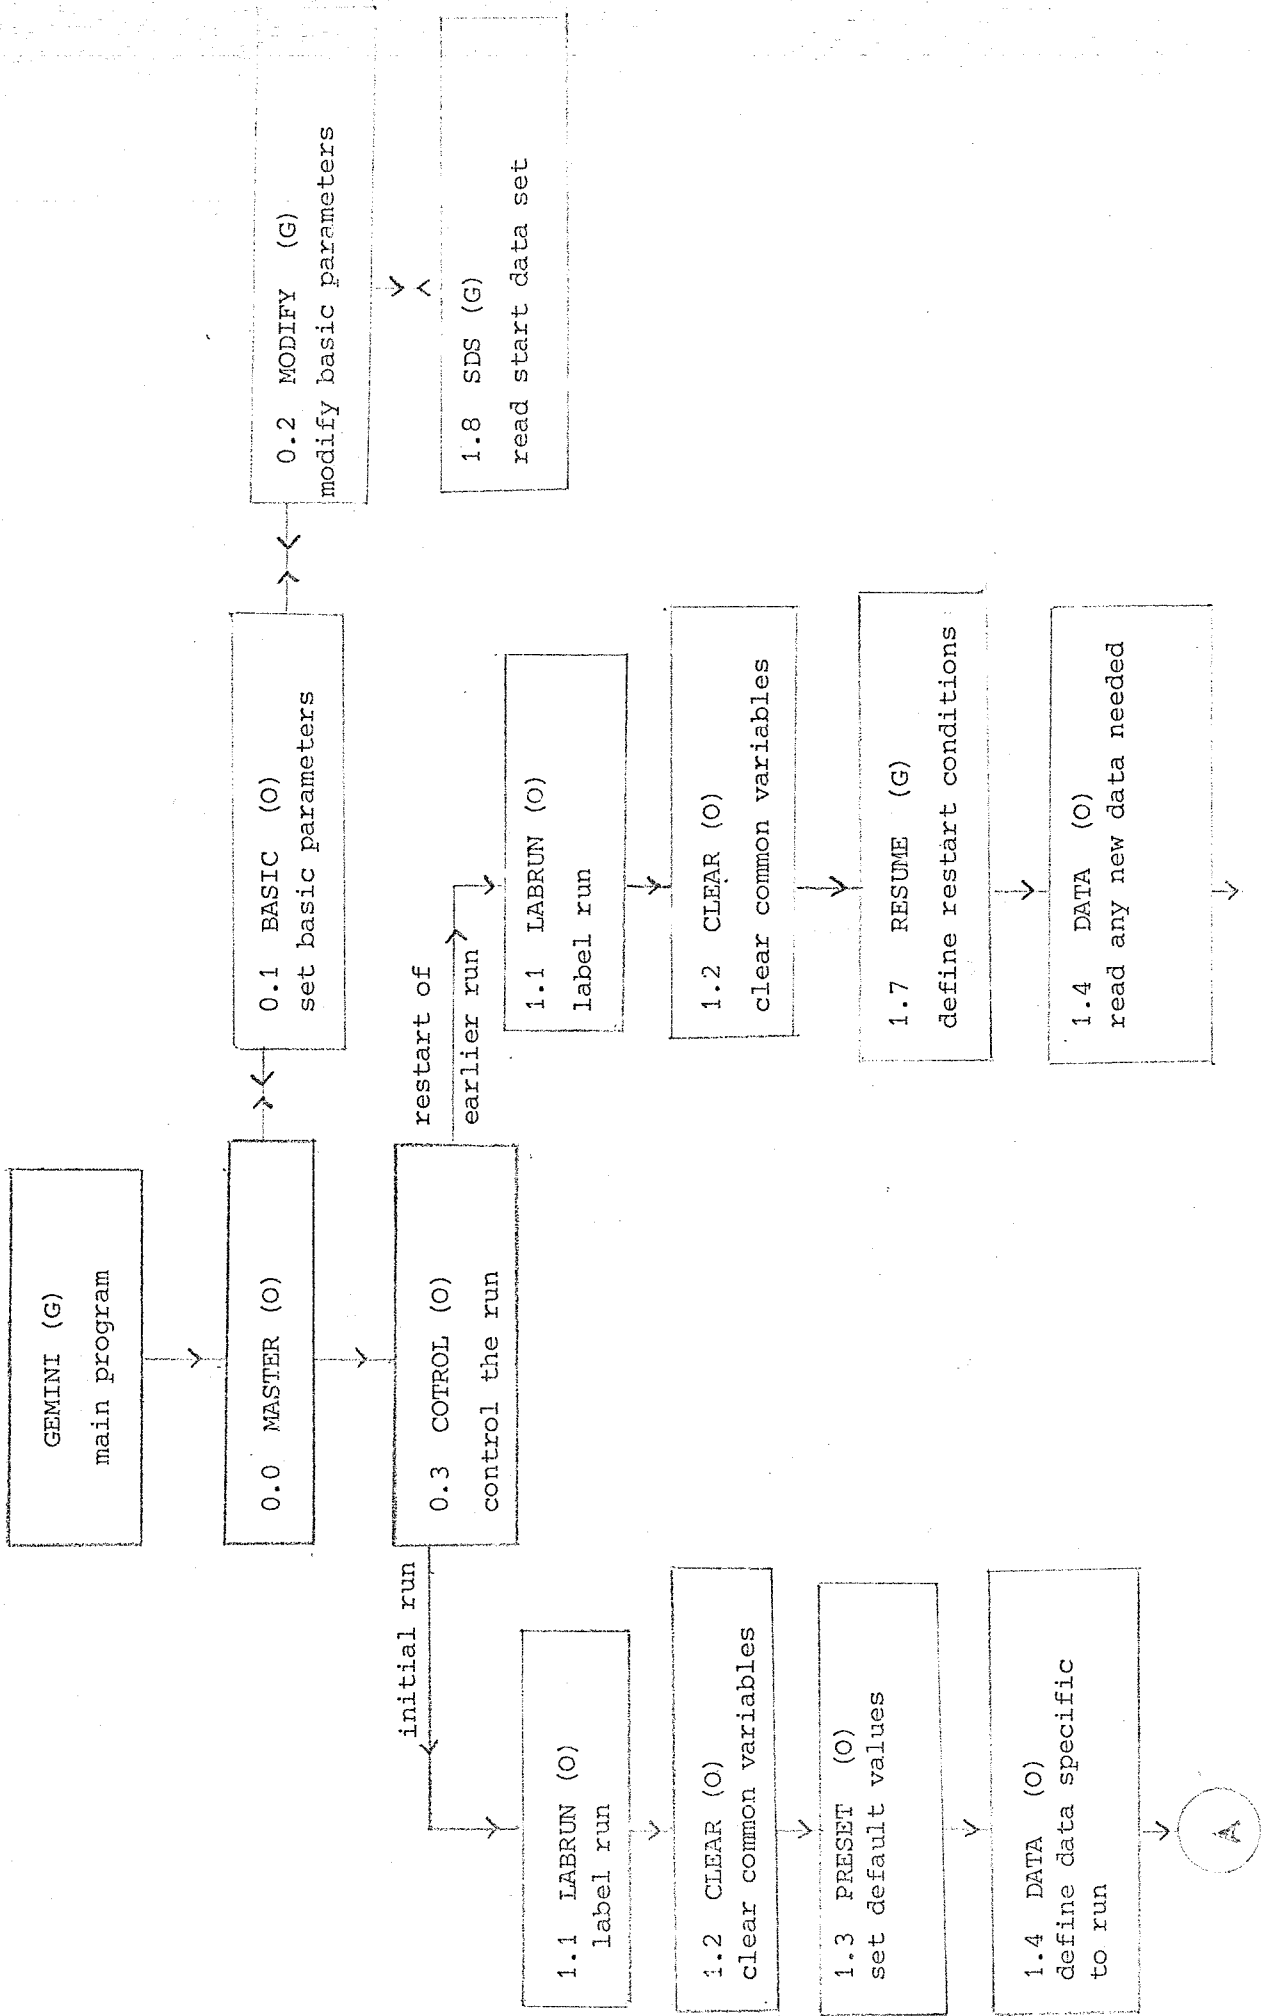 GEMINI (G)
main program
0.0 MASTER (O)
0.1 BASIC (O)
set basic parameters
0.2 MODIFY (G)
modify basic parameters
1.8 SDS (G)
read start data set
0.3 COTROL (O)
control the run
initial run
1.1 LABRUN (O)
label run
1.2 CLEAR (O)
clear common variables
1.3 PRESET (O)
set default values
1.4 DATA (O)
define data specific
to run
A
restart of
earlier run
1.1 LABRUN (O)
label run
1.2 CLEAR (O)
clear common variables
1.7 RESUME (G)
define restart conditions
1.4 DATA (O)
read any new data needed